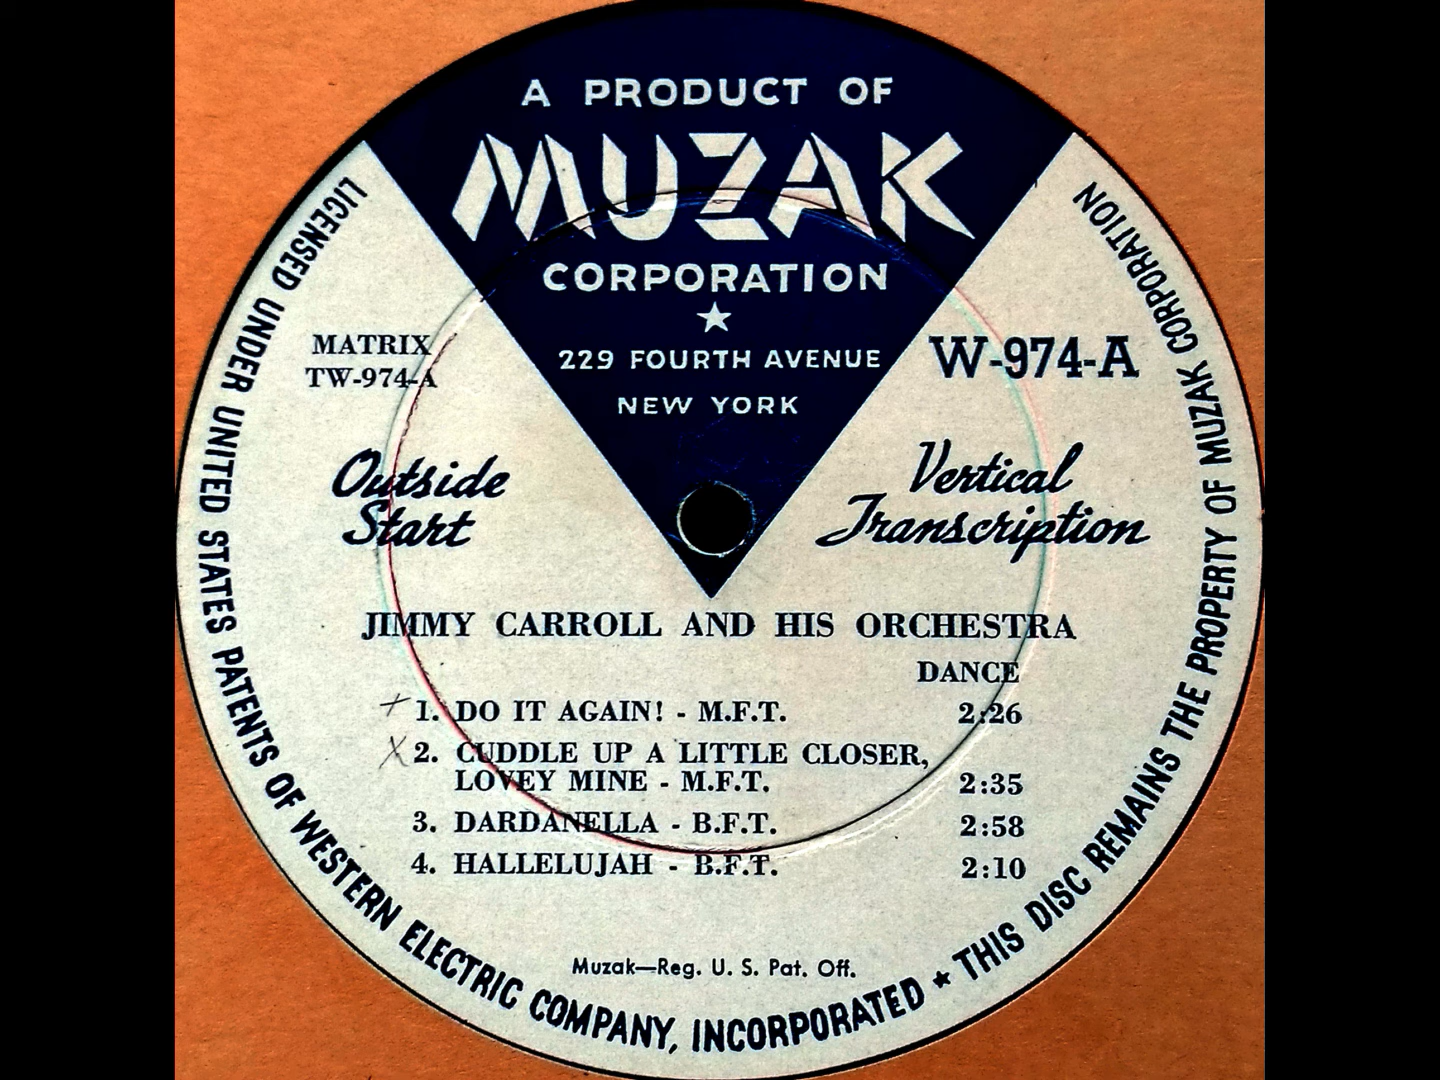 A PRODUCT OF
MUZAK
CORPORATION
229 FOURTH AVENUE
NEW YORK
MATRIX
TW-974-A
W-974-A
Outside
Start
Vertical
Transcription
JIMMY CARROLL AND HIS ORCHESTRA
DANCE
1. DO IT AGAIN! - M.F.T. 2:26
X 2. CUDDLE UP A LITTLE CLOSER,
LOVEY MINE - M.F.T. 2:35
3. DARDANELLA - B.F.T. 2:58
4. HALLELUJAH - B.F.T. 2:10
Muzak—Reg. U. S. Pat. Off.
LICENSED UNDER UNITED STATES PATENTS OF WESTERN ELECTRIC COMPANY, INCORPORATED ★ THIS DISC REMAINS THE PROPERTY OF MUZAK CORPORATION